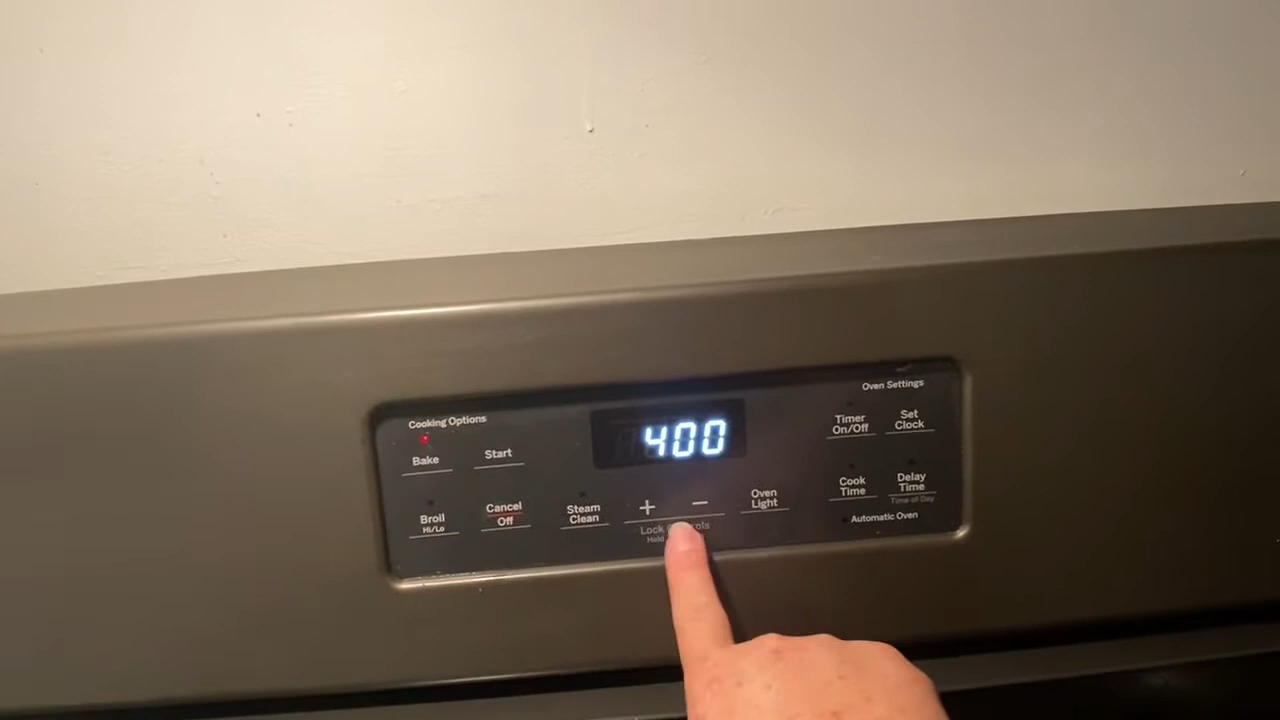 Cooking Options
Bake
Start
Broil
Hi/Lo
Cancel
Off
Steam
Clean
400
+
−
Lock
Oven
Light
Oven Settings
Timer
On/Off
Set
Clock
Cook
Time
Delay
Time
Time of Day
Automatic Oven